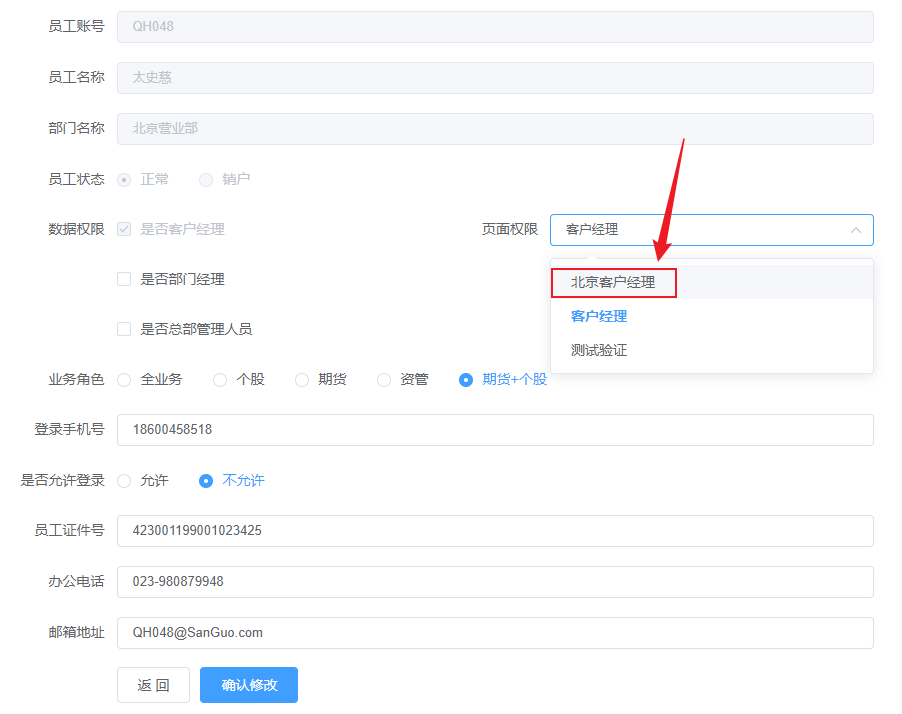 员工账号 QH048
员工名称 太史慈
部门名称 北京营业部
员工状态 正常 销户
数据权限 是否客户经理 页面权限 客户经理
是否部门经理 北京客户经理
客户经理
是否总部管理人员 测试验证
业务角色 全业务 个股 期货 资管 期货+个股
登录手机号 18600458518
是否允许登录 允许 不允许
员工证件号 423001199001023425
办公电话 023-980879948
邮箱地址 QH048@SanGuo.com
返 回 确认修改